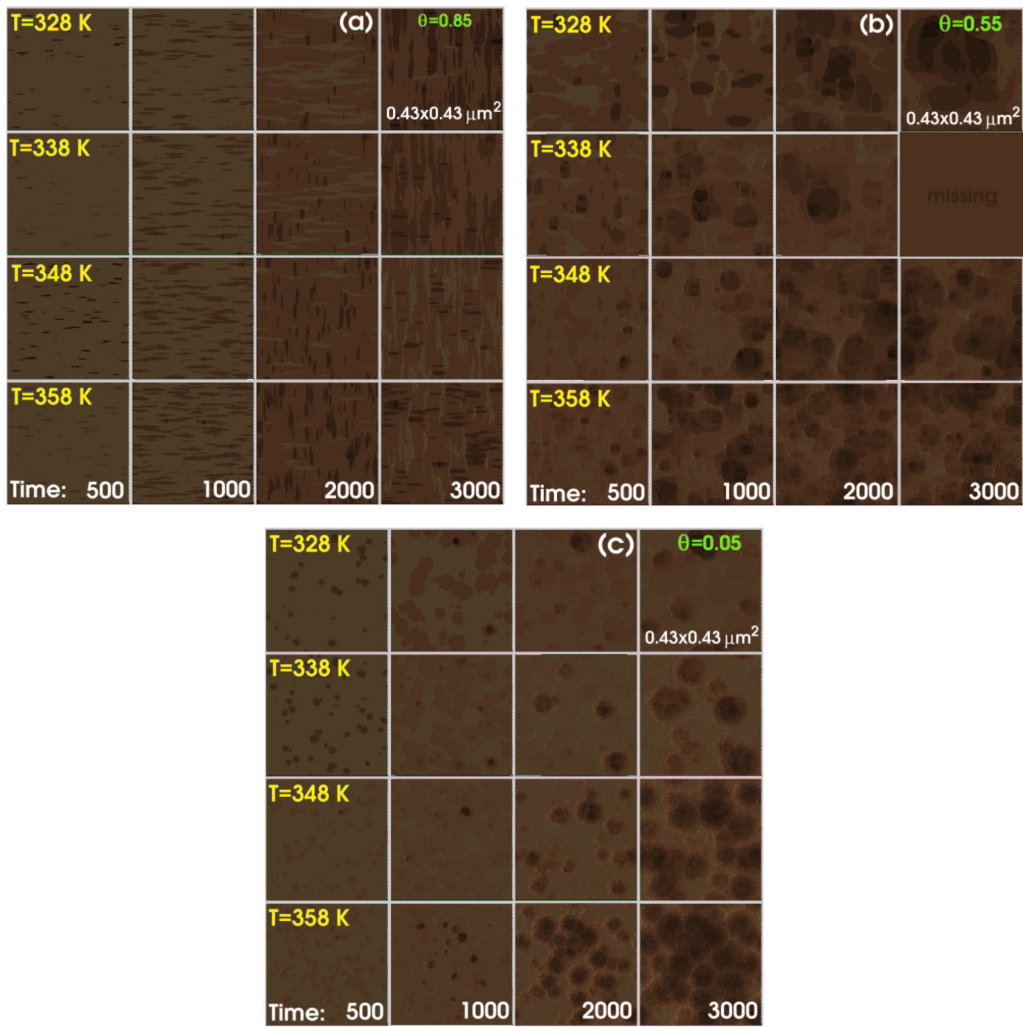 T=328 K (a) θ=0.85
0.43x0.43 μm²
T=338 K
T=348 K
T=358 K
Time: 500 1000 2000 3000
T=328 K (b) θ=0.55
0.43x0.43 μm²
T=338 K
missing
T=348 K
T=358 K
Time: 500 1000 2000 3000
T=328 K (c) θ=0.05
0.43x0.43 μm²
T=338 K
T=348 K
T=358 K
Time: 500 1000 2000 3000